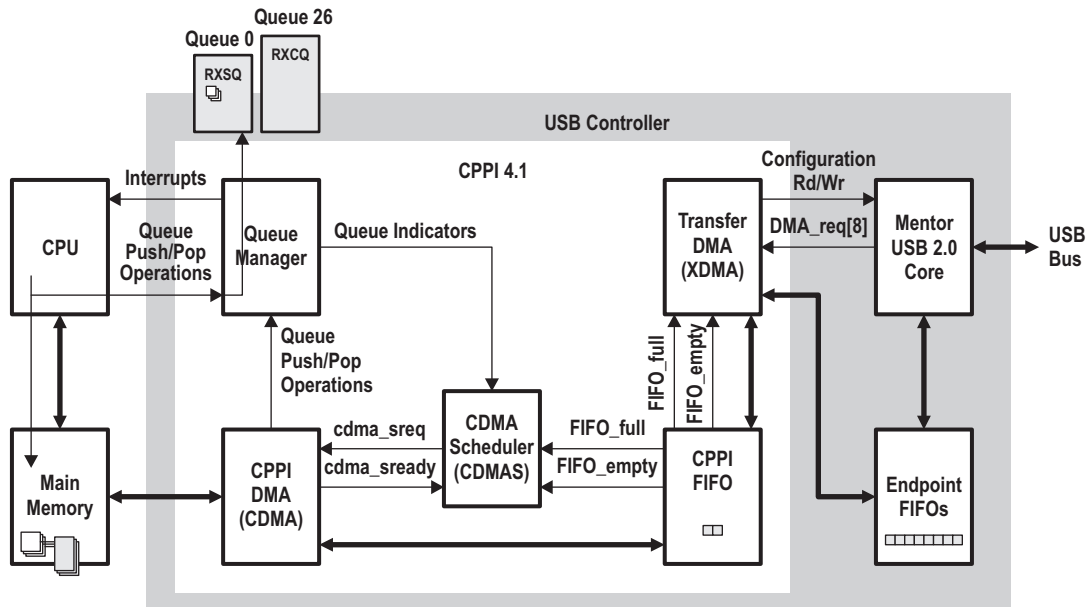 Queue 26
Queue 0
RXSQ
RXCQ
USB Controller
CPPI 4.1
Interrupts
CPU
Queue
Push/Pop
Operations
Queue
Manager
Queue Indicators
Transfer
DMA
(XDMA)
Configuration
Rd/Wr
DMA_req[8]
Mentor
USB 2.0
Core
USB
Bus
Queue
Push/Pop
Operations
FIFO_full
FIFO_empty
Main
Memory
CPPI
DMA
(CDMA)
cdma_sreq
cdma_sready
CDMA
Scheduler
(CDMAS)
FIFO_full
FIFO_empty
CPPI
FIFO
Endpoint
FIFOs